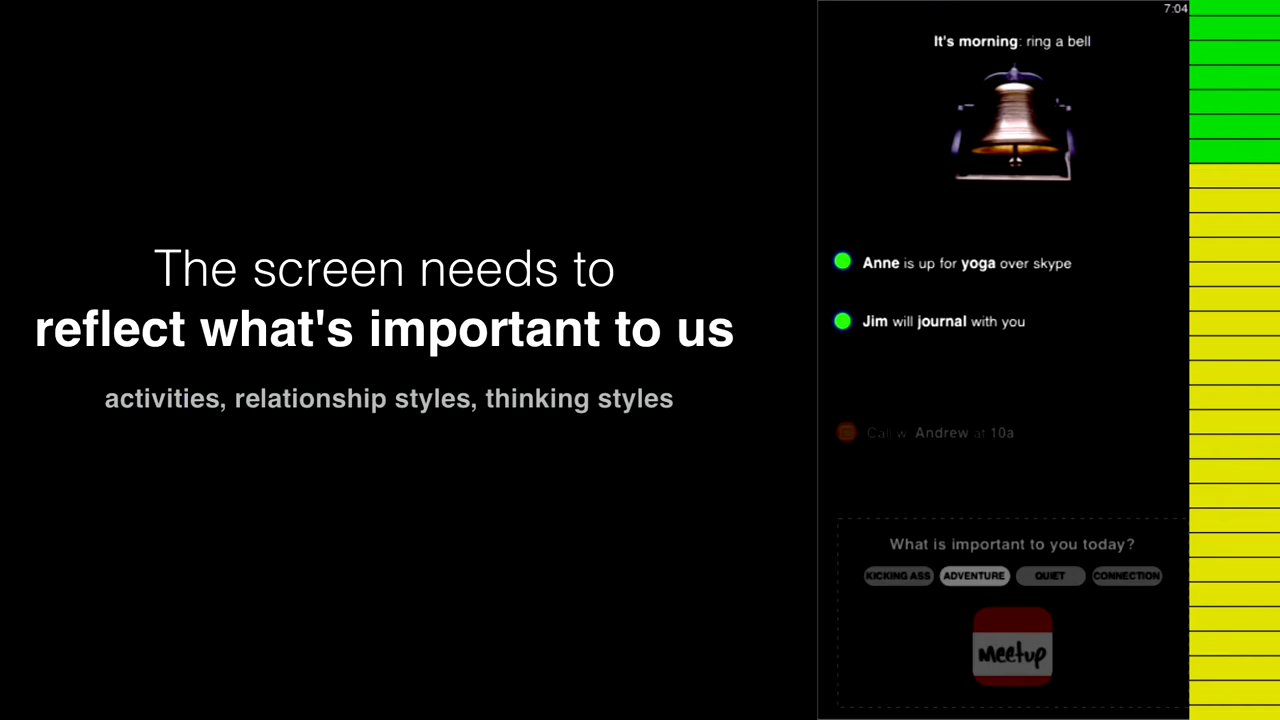 The screen needs to
reflect what's important to us
activities, relationship styles, thinking styles
7:04
It's morning: ring a bell
Anne is up for yoga over skype
Jim will journal with you
Call w Andrew at 10a
What is important to you today?
KICKING ASS ADVENTURE QUIET CONNECTION
Meetup